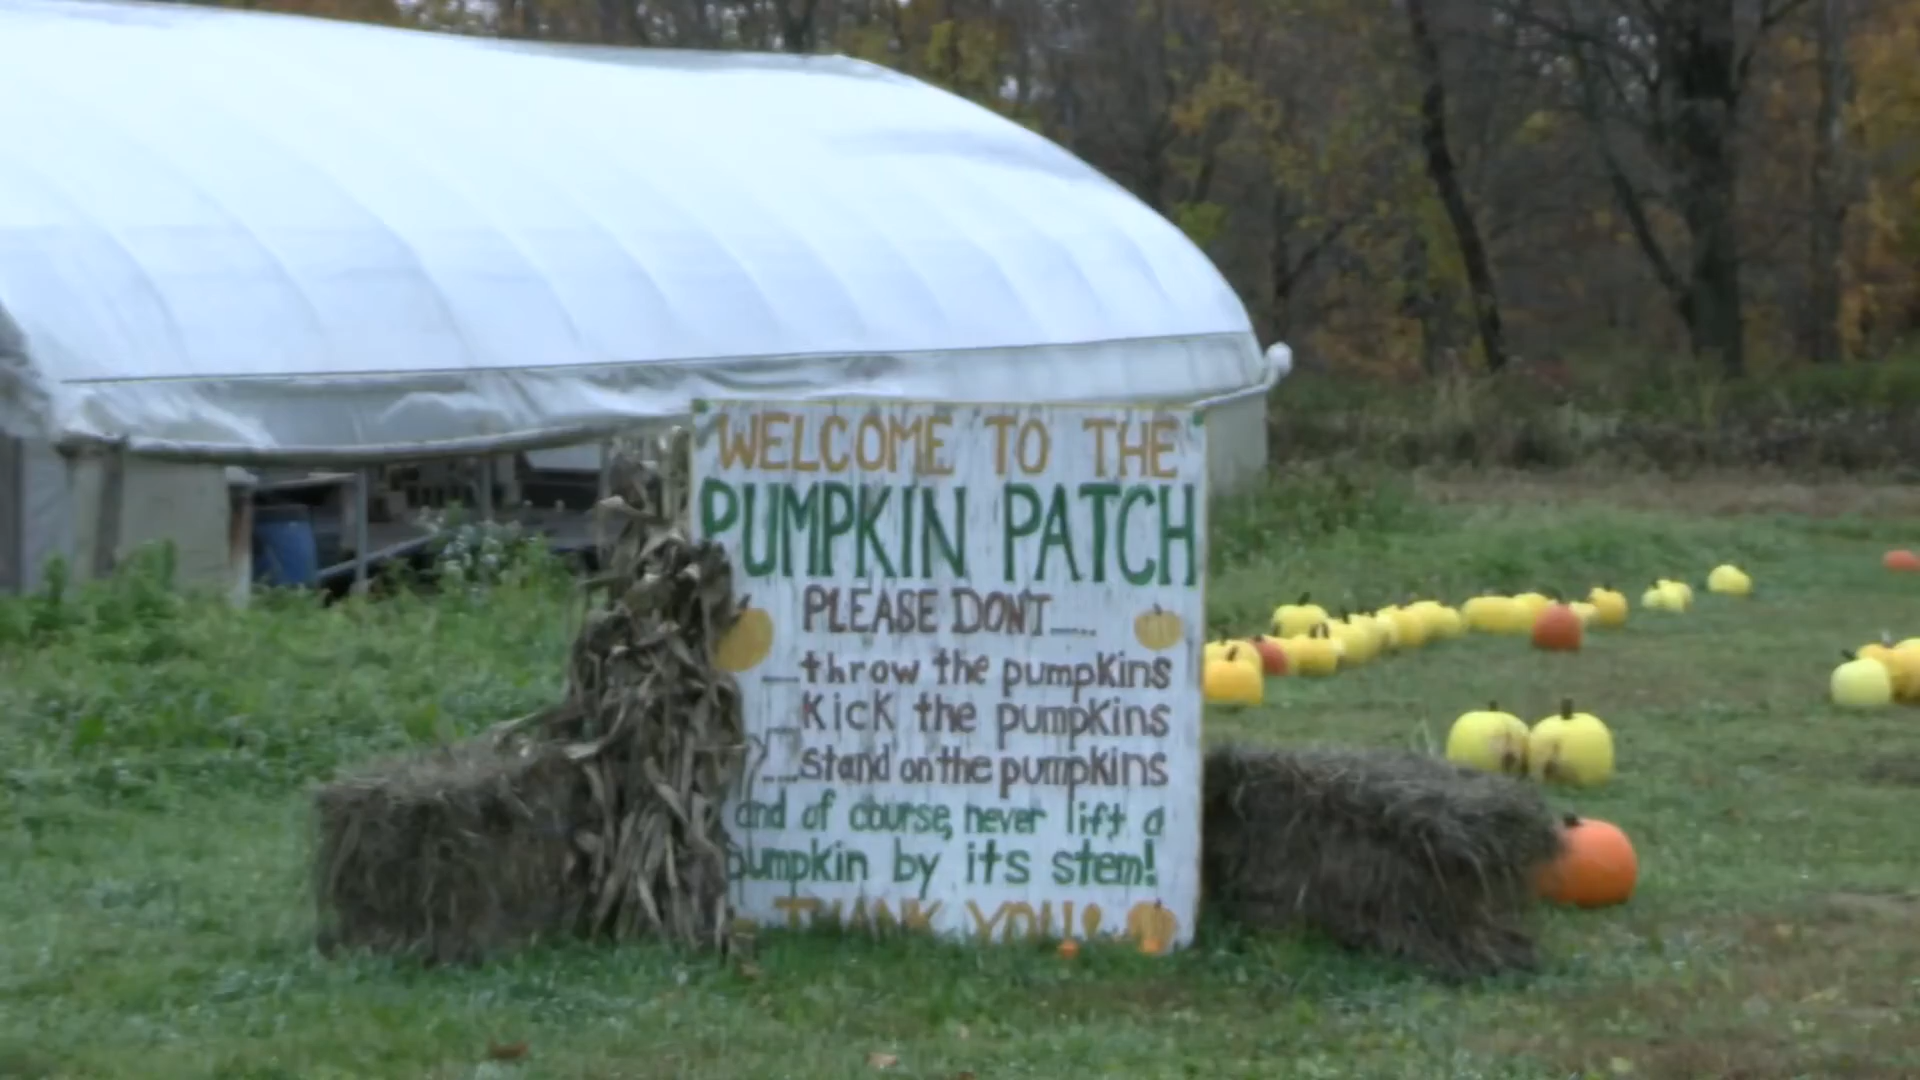 WELCOME TO THE
PUMPKIN PATCH
PLEASE DON'T....
...throw the pumpkins
...Kick the pumpkins
...stand on the pumpkins
and of course, never lift a
pumpkin by its stem!
THANK YOU!